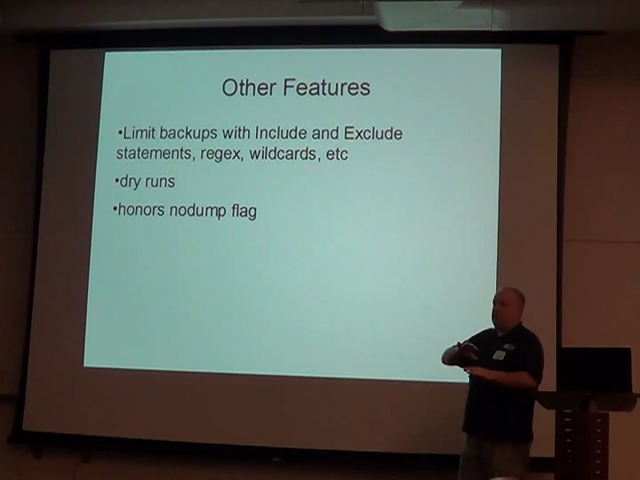 Other Features
•Limit backups with Include and Exclude
statements, regex, wildcards, etc
•dry runs
•honors nodump flag